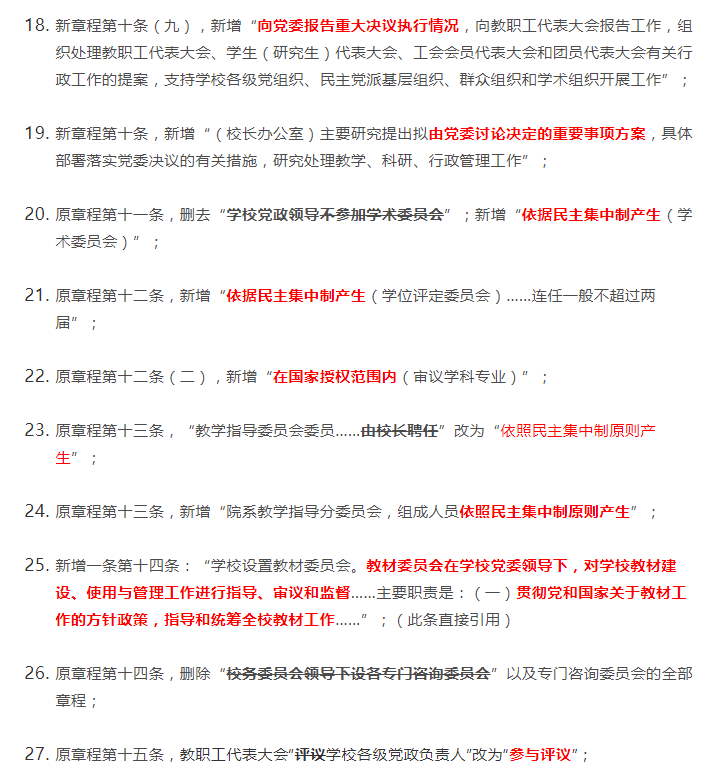 18. 新章程第十条（九），新增“向党委报告重大决议执行情况，向教职工代表大会报告工作，组
织处理教职工代表大会、学生（研究生）代表大会、工会会员代表大会和团员代表大会有关行
政工作的提案，支持学校各级党组织、民主党派基层组织、群众组织和学术组织开展工作”；
19. 新章程第十条，新增“（校长办公室）主要研究提出拟由党委讨论决定的重要事项方案，具体
部署落实党委决议的有关措施，研究处理教学、科研、行政管理工作”；
20. 原章程第十一条，删去“学校党政领导不参加学术委员会”；新增“依据民主集中制产生（学
术委员会）”；
21. 原章程第十二条，新增“依据民主集中制产生（学位评定委员会）……连任一般不超过两
届”；
22. 原章程第十二条（二），新增“在国家授权范围内（审议学科专业）”；
23. 原章程第十三条，“教学指导委员会委员……由校长聘任”改为“依照民主集中制原则产
生”；
24. 原章程第十三条，新增“院系教学指导分委员会，组成人员依照民主集中制原则产生”；
25. 新增一条第十四条：“学校设置教材委员会。教材委员会在学校党委领导下，对学校教材建
设、使用与管理工作进行指导、审议和监督……主要职责是：（一）贯彻党和国家关于教材工
作的方针政策，指导和统筹全校教材工作……”；（此条直接引用）
26. 原章程第十四条，删除“校务委员会领导下设各专门咨询委员会”以及专门咨询委员会的全部
章程；
27. 原章程第十五条，教职工代表大会“评议学校各级党政负责人”改为“参与评议”；